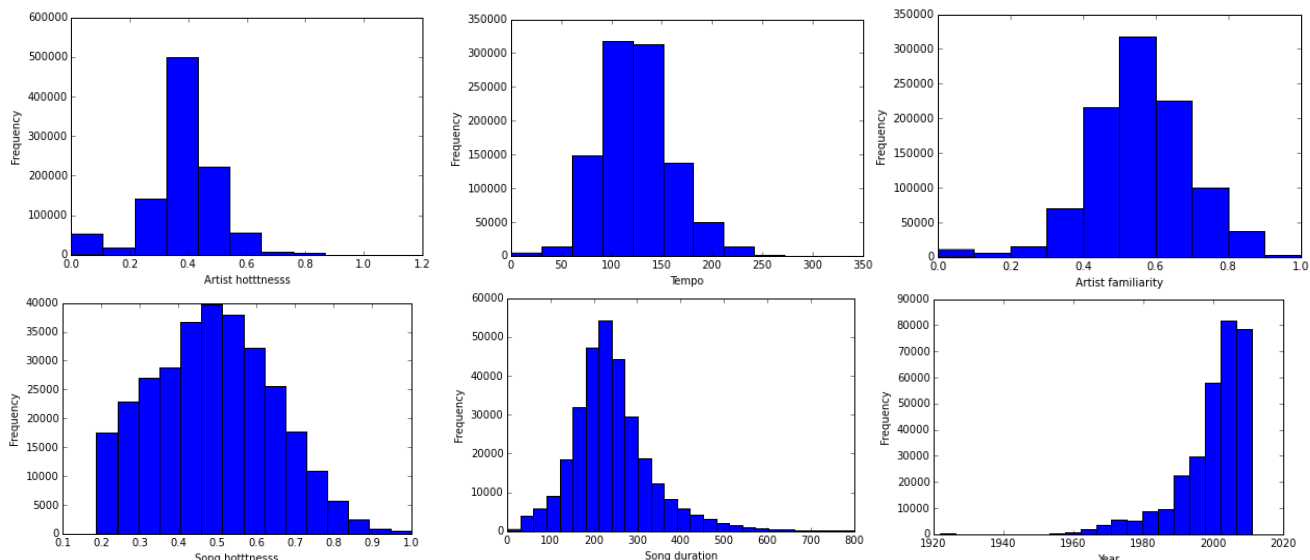 600000
500000
400000
300000
200000
100000
0
Frequency
0.0 0.2 0.4 0.6 0.8 1.0 1.2
Artist hotttnesss
350000
300000
250000
200000
150000
100000
50000
0
Frequency
0 50 100 150 200 250 300 350
Tempo
350000
300000
250000
200000
150000
100000
50000
0
Frequency
0.0 0.2 0.4 0.6 0.8 1.0
Artist familiarity
40000
35000
30000
25000
20000
15000
10000
5000
0
Frequency
0.1 0.2 0.3 0.4 0.5 0.6 0.7 0.8 0.9 1.0
Song hotttnesss
60000
50000
40000
30000
20000
10000
0
Frequency
0 100 200 300 400 500 600 700 800
Song duration
90000
80000
70000
60000
50000
40000
30000
20000
10000
0
Frequency
1920 1940 1960 1980 2000 2020
Year